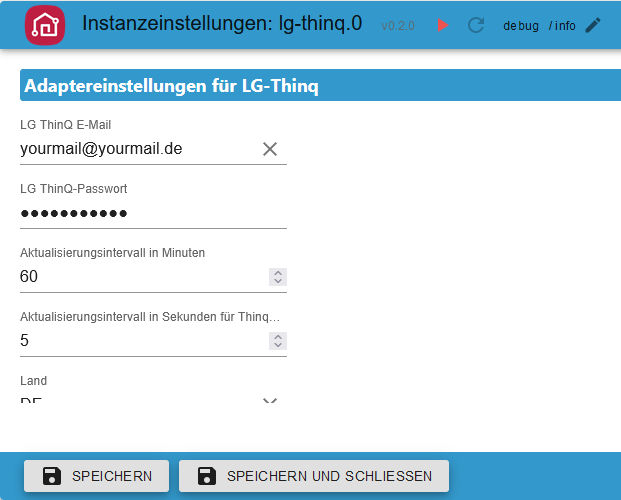 Instanzeinstellungen: lg-thinq.0 v0.2.0 debug / info
Adaptereinstellungen für LG-Thinq
LG ThinQ E-Mail
yourmail@yourmail.de
LG ThinQ-Passwort
●●●●●●●●●●●
Aktualisierungsintervall in Minuten
60
Aktualisierungsintervall in Sekunden für Thinq...
5
Land
DE
SPEICHERN SPEICHERN UND SCHLIESSEN